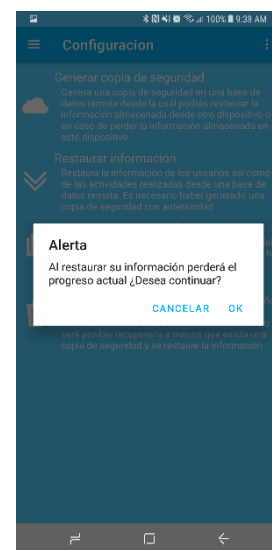 100% 9:38 AM
Configuracion
Generar copia de seguridad
Genera una copia de seguridad en una base de
datos remota desde la cuál podrás restaurar la
información almacenada desde otro dispositivo o
en caso de perder la información almacenada en
este dispositivo
Restaurar información
Restaura la información de los usuarios asi como
de las actividades realizadas desde una base de
datos remota. Es necesario haber generado una
copia de seguridad con anterioridad
Alerta
Al restaurar su información perderá el
progreso actual ¿Desea continuar?
CANCELAR OK
será posible recuperarla a menos que exista una
copia de seguridad y se restaure la información